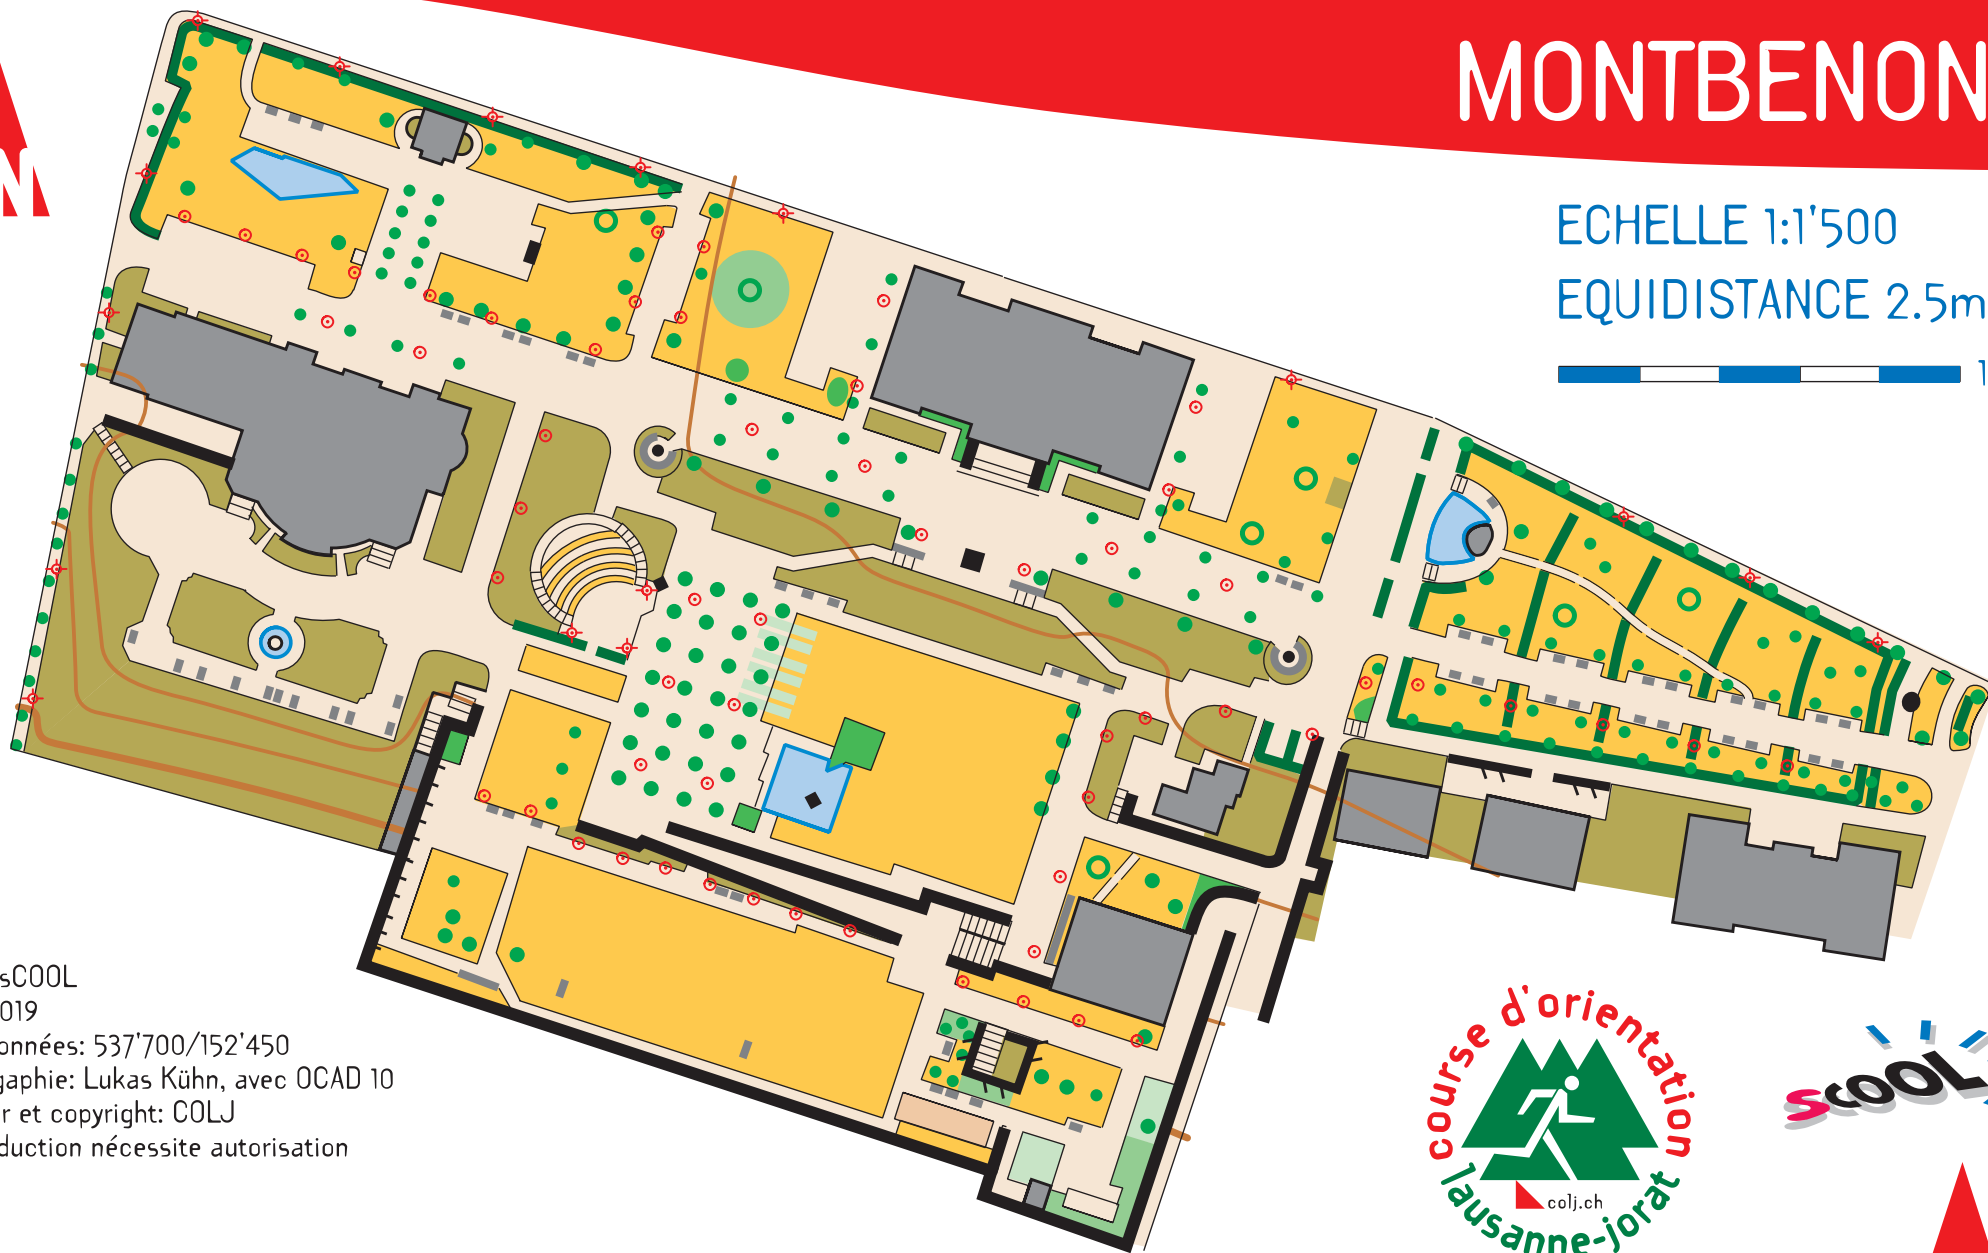 MONTBENON
ECHELLE 1:1'500
EQUIDISTANCE 2.5m
sCOOL
onnées: 537'700/152'450
gaphie: Lukas Kühn, avec OCAD 10
r et copyright: COLJ
duction nécessite autorisation
course d'orientation
colj.ch
lausanne-jorat
sCOOL